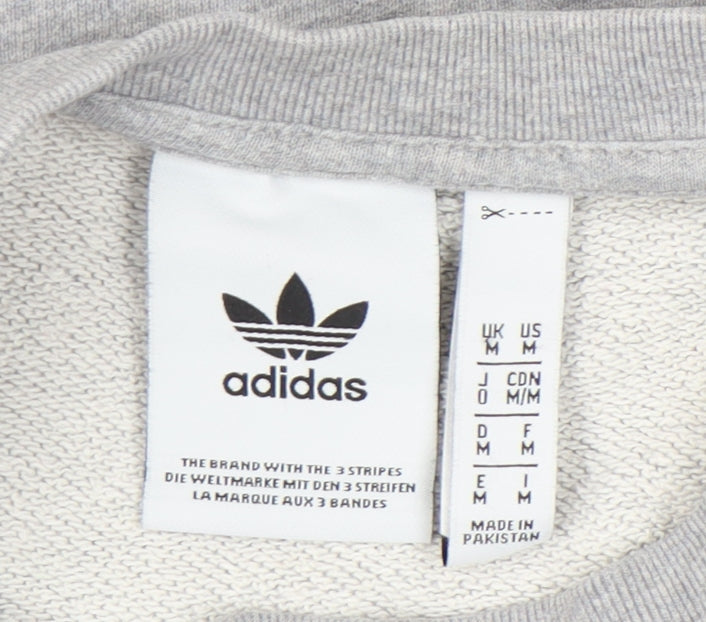 adidas
THE BRAND WITH THE 3 STRIPES
DIE WELTMARKE MIT DEN 3 STREIFEN
LA MARQUE AUX 3 BANDES
UK US
M M
J CDN
O M/M
D F
M M
E I
M M
MADE IN
PAKISTAN